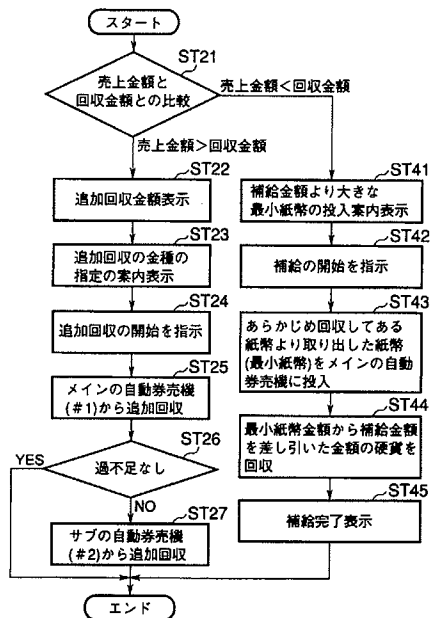 スタート
ST21
売上金額と
回収金額との比較
売上金額<回収金額
売上金額>回収金額
ST22
追加回収金額表示
ST23
追加回収の金種の
指定の案内表示
ST24
追加回収の開始を指示
ST25
メインの自動券売機
(#1)から追加回収
ST26
過不足なし
YES
NO
ST27
サブの自動券売機
(#2)から追加回収
ST41
補給金額より大きな
最小紙幣の投入案内表示
ST42
補給の開始を指示
ST43
あらかじめ回収してある
紙幣より取り出した紙幣
(最小紙幣)をメインの自動
券売機に投入
ST44
最小紙幣金額から補給金額
を差し引いた金額の硬貨を
回収
ST45
補給完了表示
エンド